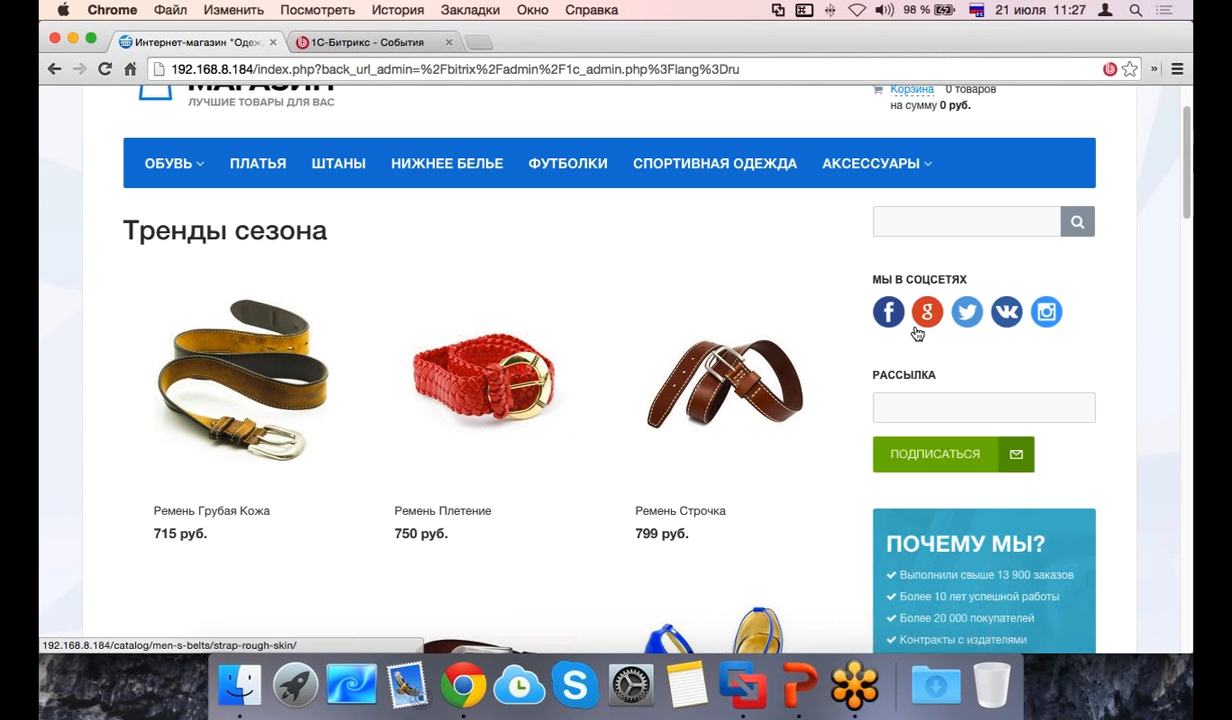 Chrome Файл Изменить Посмотреть История Закладки Окно Справка 98 % 21 июля 11:27
Интернет-магазин "Одеж 1С-Битрикс - События
192.168.8.184/index.php?back_url_admin=%2Fbitrix%2Fadmin%2F1c_admin.php%3Flang%3Dru
МАГАЗИН
ЛУЧШИЕ ТОВАРЫ ДЛЯ ВАС
Корзина 0 товаров
на сумму 0 руб.
ОБУВЬ ПЛАТЬЯ ШТАНЫ НИЖНЕЕ БЕЛЬЕ ФУТБОЛКИ СПОРТИВНАЯ ОДЕЖДА АКСЕССУАРЫ
Тренды сезона
МЫ В СОЦСЕТЯХ
РАССЫЛКА
ПОДПИСАТЬСЯ
Ремень Грубая Кожа
715 руб.
Ремень Плетение
750 руб.
Ремень Строчка
799 руб.
ПОЧЕМУ МЫ?
Выполнили свыше 13 900 заказов
Более 10 лет успешной работы
Более 20 000 покупателей
Контракты с издателями
192.168.8.184/catalog/men-s-belts/strap-rough-skin/